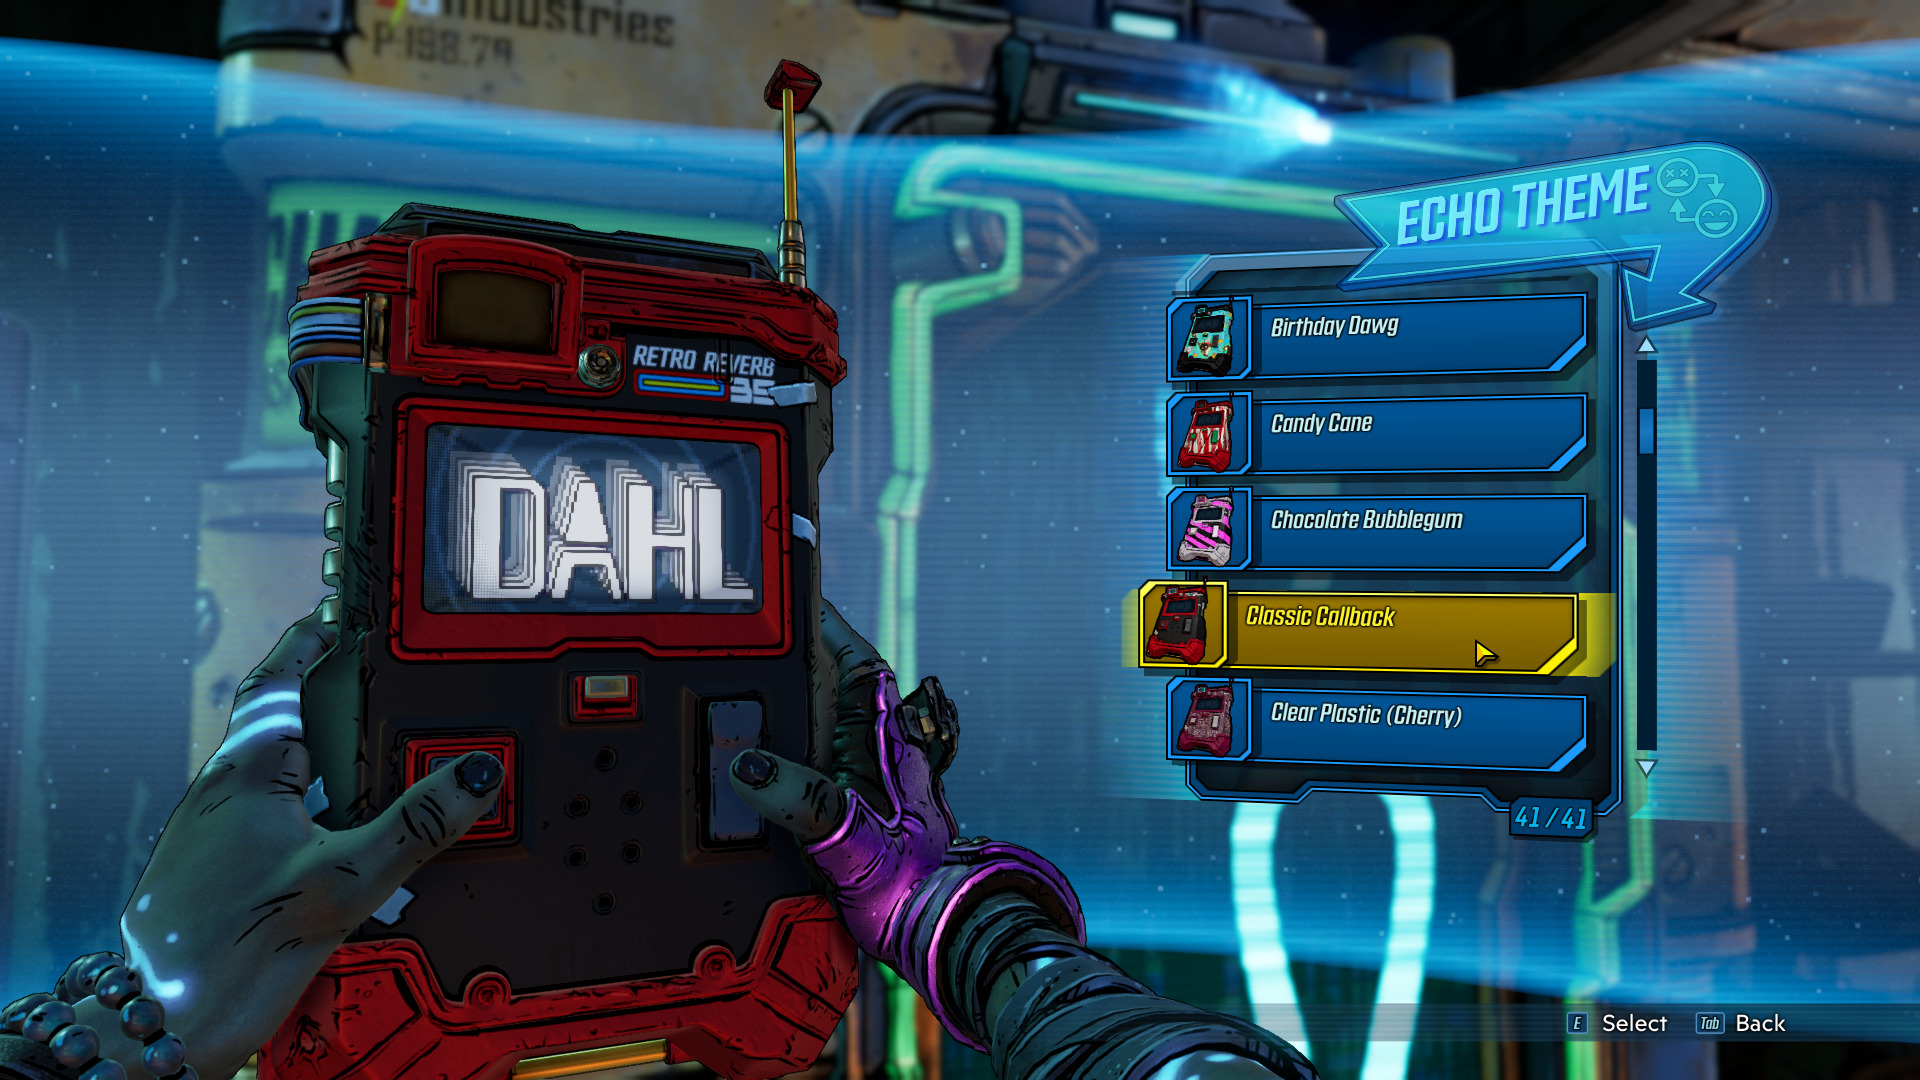 Industries
P-198.79
ECHO THEME
RETRO REVERB
35
DAHL
Birthday Dawg
Candy Cane
Chocolate Bubblegum
Classic Callback
Clear Plastic (Cherry)
41/41
E Select Tab Back